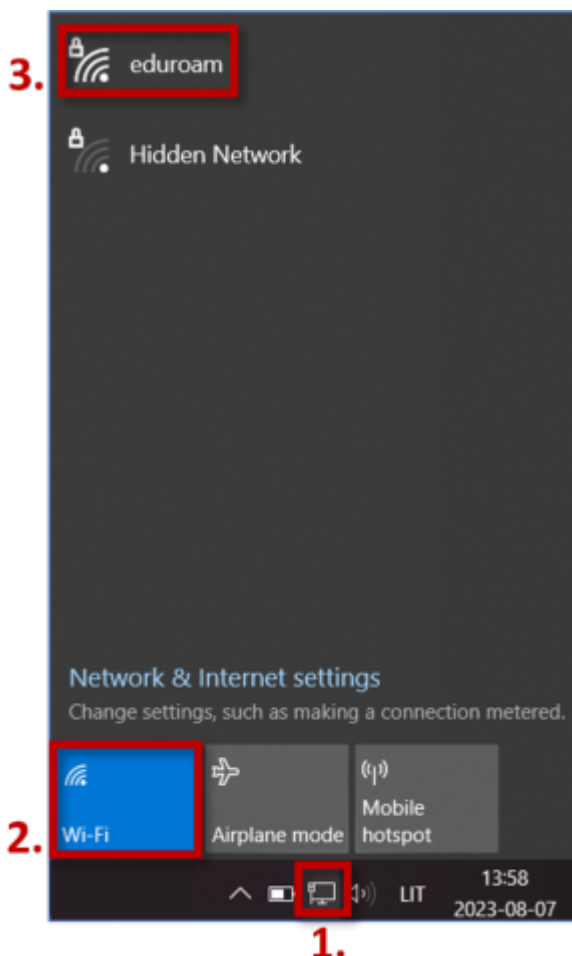 3.
eduroam
Hidden Network
Network & Internet settings
Change settings, such as making a connection metered.
2.
Wi-Fi
Airplane mode
Mobile
hotspot
LIT
13:58
2023-08-07
1.